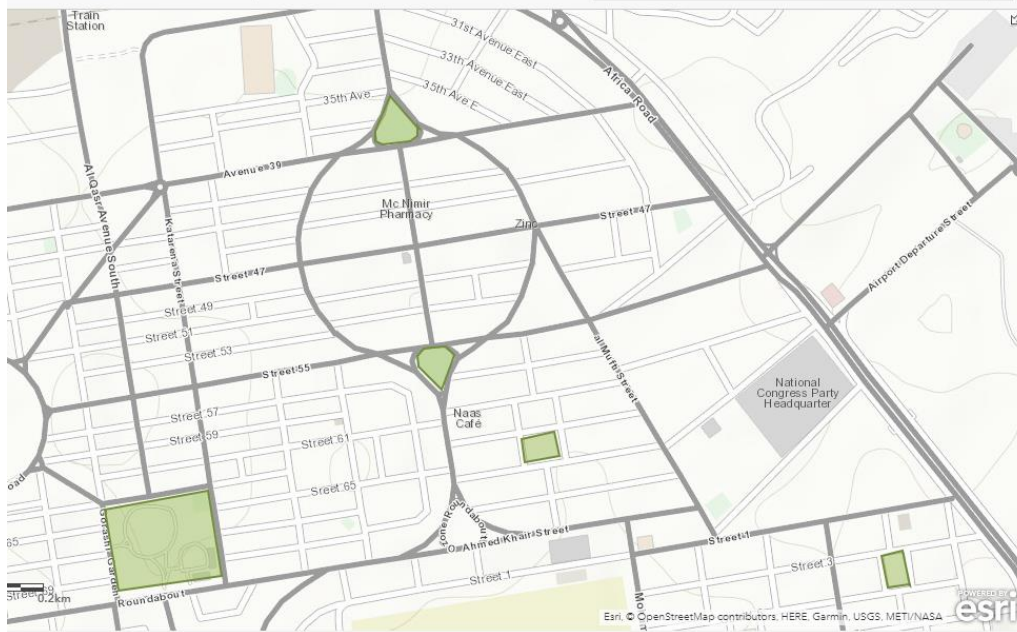 Train
Station
31st Avenue East
33th Avenue East
35th Ave E
35th Ave
Africa Road
Avenue 39
Al Qasr Avenue South
Katarena Street
Mc Nimir
Pharmacy
Zinc
Street 47
Street 47
Airport Departure Street
Street 49
Street 51
Street 53
Street 55
al Mufti Street
National
Congress Party
Headquarter
Street 57
Street 59
Naas
Café
Street 61
Street 65
Roundabout
O. Ahmed Khair Street
Street 1
Street 1
Street 3
Roundabout
0.2km
Esri, © OpenStreetMap contributors, HERE, Garmin, USGS, METI/NASA
POWERED BY
esri